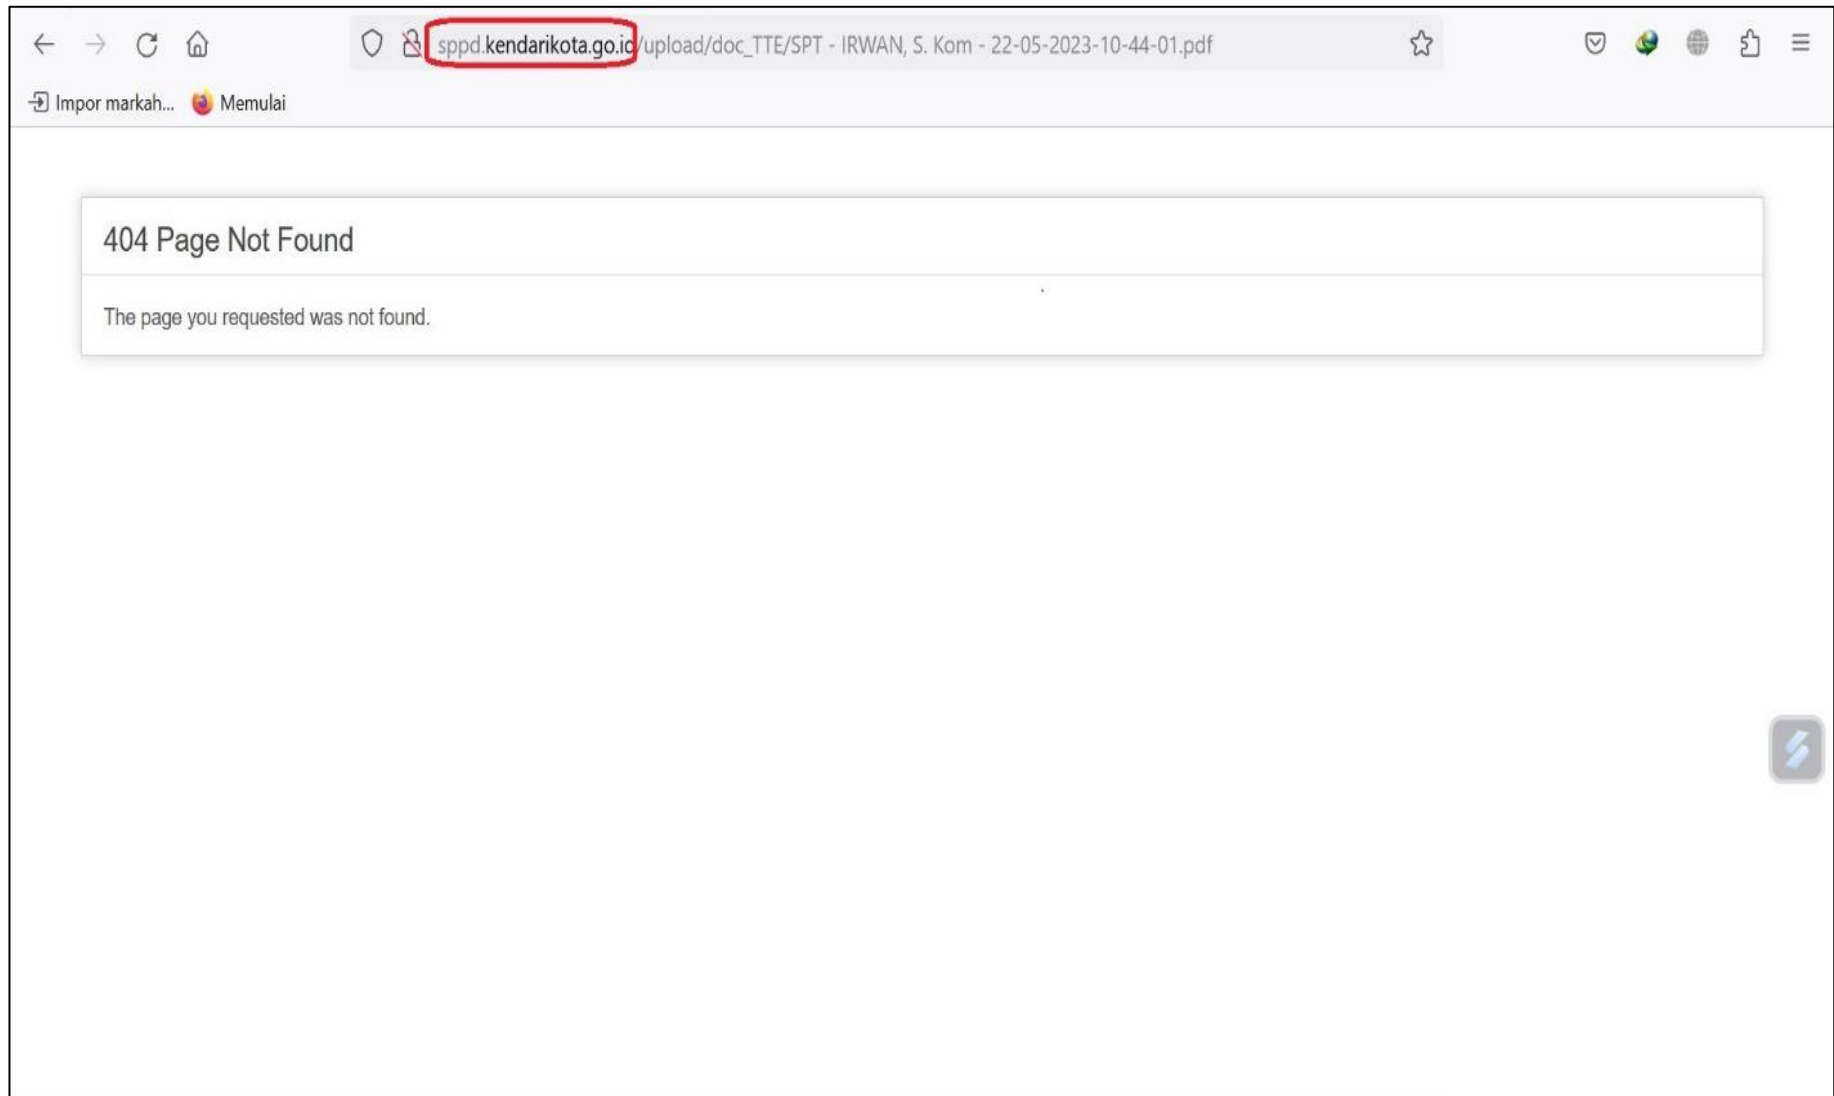 sppd.kendarikota.go.id/upload/doc_TTE/SPT - IRWAN, S. Kom - 22-05-2023-10-44-01.pdf
Impor markah... Memulai
404 Page Not Found
The page you requested was not found.